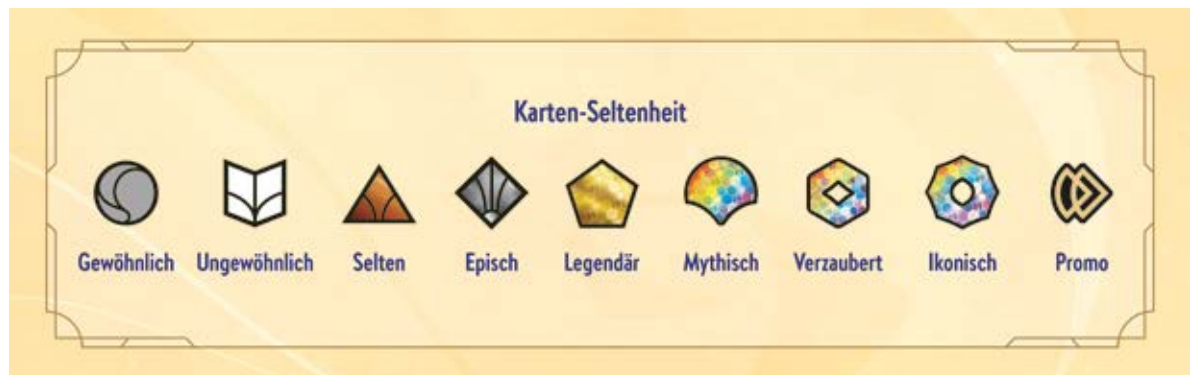 Karten-Seltenheit
Gewöhnlich Ungewöhnlich Selten Episch Legendär Mythisch Verzaubert Ikonisch Promo